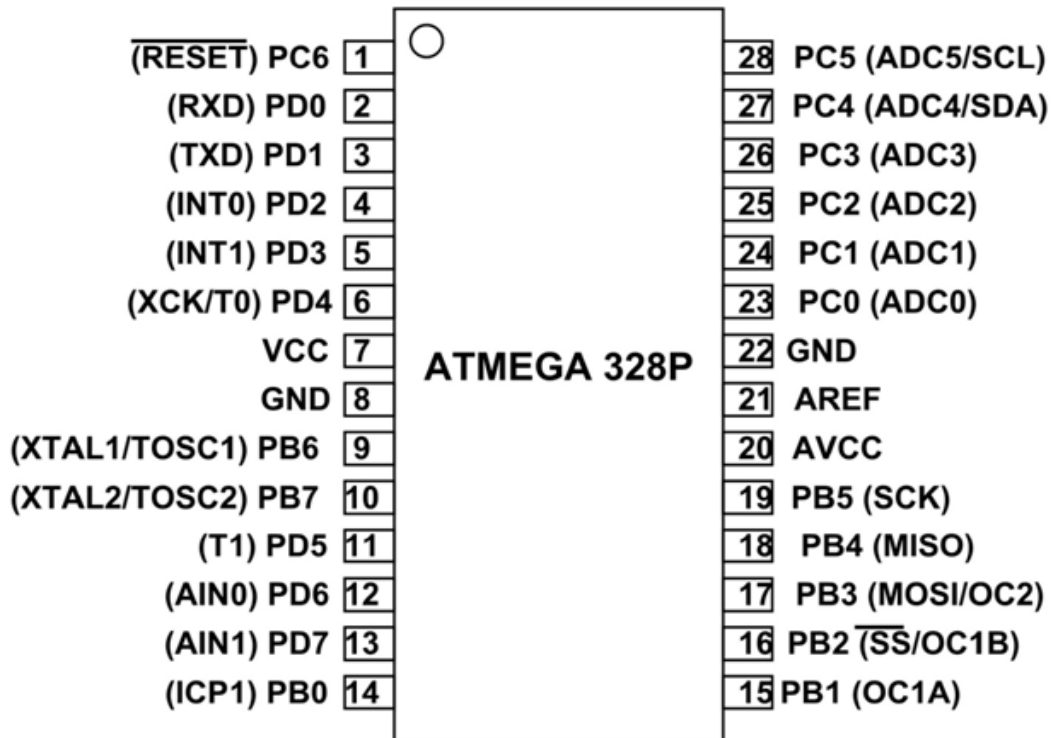 (RESET) PC6 1
(RXD) PD0 2
(TXD) PD1 3
(INT0) PD2 4
(INT1) PD3 5
(XCK/T0) PD4 6
VCC 7
GND 8
(XTAL1/TOSC1) PB6 9
(XTAL2/TOSC2) PB7 10
(T1) PD5 11
(AIN0) PD6 12
(AIN1) PD7 13
(ICP1) PB0 14
ATMEGA 328P
28 PC5 (ADC5/SCL)
27 PC4 (ADC4/SDA)
26 PC3 (ADC3)
25 PC2 (ADC2)
24 PC1 (ADC1)
23 PC0 (ADC0)
22 GND
21 AREF
20 AVCC
19 PB5 (SCK)
18 PB4 (MISO)
17 PB3 (MOSI/OC2)
16 PB2 (SS/OC1B)
15 PB1 (OC1A)